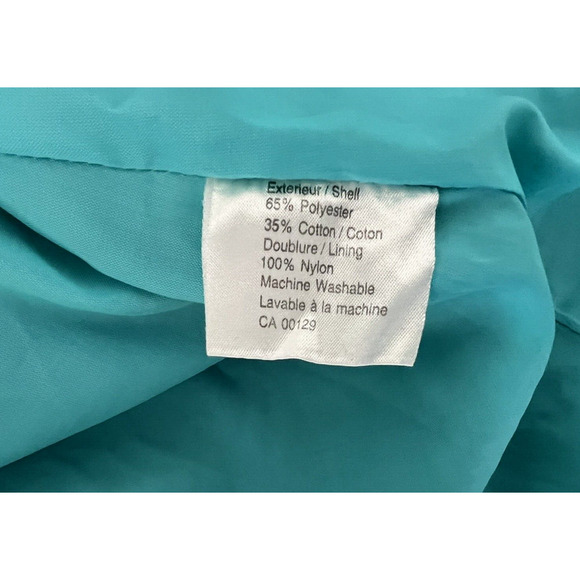 Exterieur / Shell
65% Polyester
35% Cotton / Coton
Doublure / Lining
100% Nylon
Machine Washable
Lavable à la machine
CA 00129